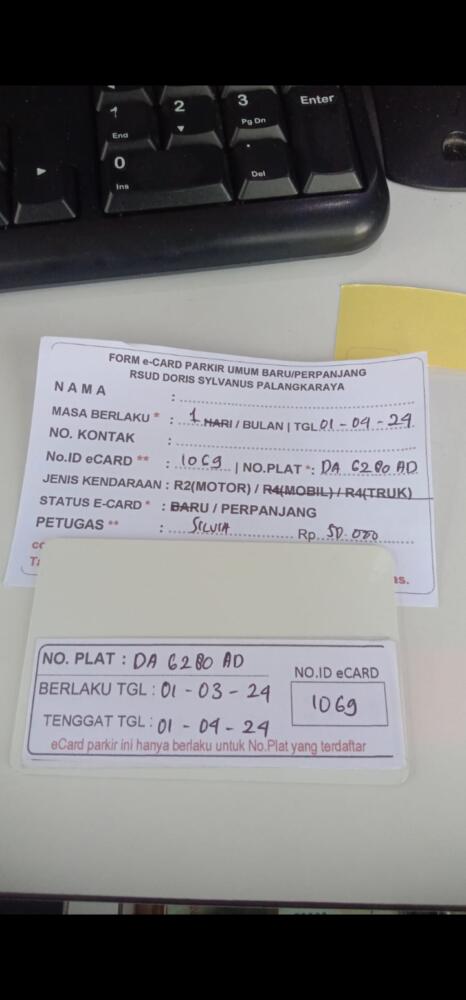 1
End
2
3
Pg Dn
Enter
0
Ins
.
Del
FORM e-CARD PARKIR UMUM BARU/PERPANJANG
RSUD DORIS SYLVANUS PALANGKARAYA
NAMA :
MASA BERLAKU * : 1 HARI / BULAN | TGL 01 - 04 - 24
NO. KONTAK :
No.ID eCARD ** : 1069 | NO.PLAT *: DA 6280 AD
JENIS KENDARAAN : R2(MOTOR) / R4(MOBIL) / R4(TRUK)
STATUS E-CARD * : BARU / PERPANJANG
PETUGAS ** : SILVIA Rp. 50.000
NO. PLAT : DA 6280 AD
NO.ID eCARD
BERLAKU TGL : 01 - 03 - 24
1069
TENGGAT TGL : 01 - 04 - 24
eCard parkir ini hanya berlaku untuk No.Plat yang terdaftar